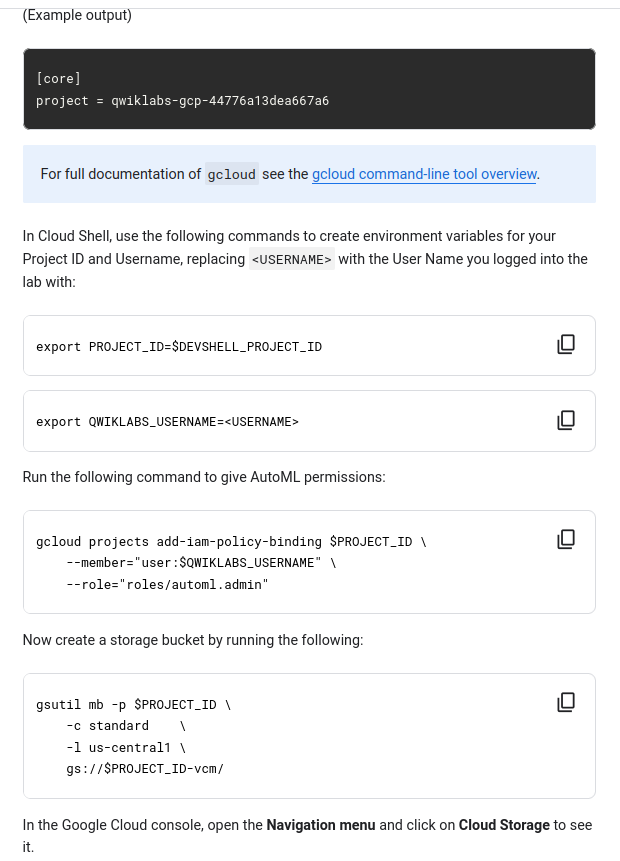 (Example output)
[core]
project = qwiklabs-gcp-44776a13dea667a6
For full documentation of gcloud see the gcloud command-line tool overview.
In Cloud Shell, use the following commands to create environment variables for your
Project ID and Username, replacing <USERNAME> with the User Name you logged into the
lab with:
export PROJECT_ID=$DEVSHELL_PROJECT_ID
export QWIKLABS_USERNAME=<USERNAME>
Run the following command to give AutoML permissions:
gcloud projects add-iam-policy-binding $PROJECT_ID \
    --member="user:$QWIKLABS_USERNAME" \
    --role="roles/automl.admin"
Now create a storage bucket by running the following:
gsutil mb -p $PROJECT_ID \
    -c standard    \
    -l us-central1 \
    gs://$PROJECT_ID-vcm/
In the Google Cloud console, open the Navigation menu and click on Cloud Storage to see
it.